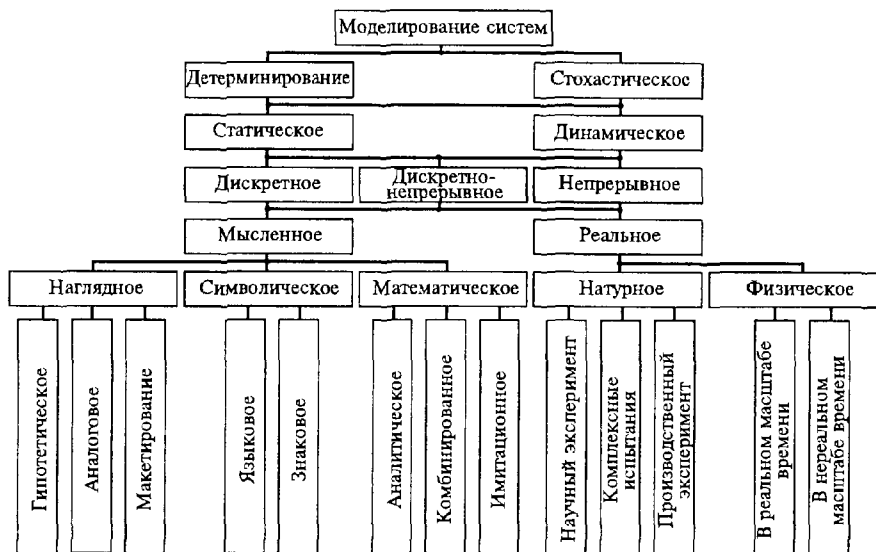 Моделирование систем
Детерминирование
Стохастическое
Статическое
Динамическое
Дискретное
Дискретно-
непрерывное
Непрерывное
Мысленное
Реальное
Наглядное
Символическое
Математическое
Натурное
Физическое
Гипотетическое
Аналоговое
Макетирование
Языковое
Знаковое
Аналитическое
Комбинированное
Имитационное
Научный эксперимент
Комплексные
испытания
Производственный
эксперимент
В реальном масштабе
времени
В нереальном
масштабе времени